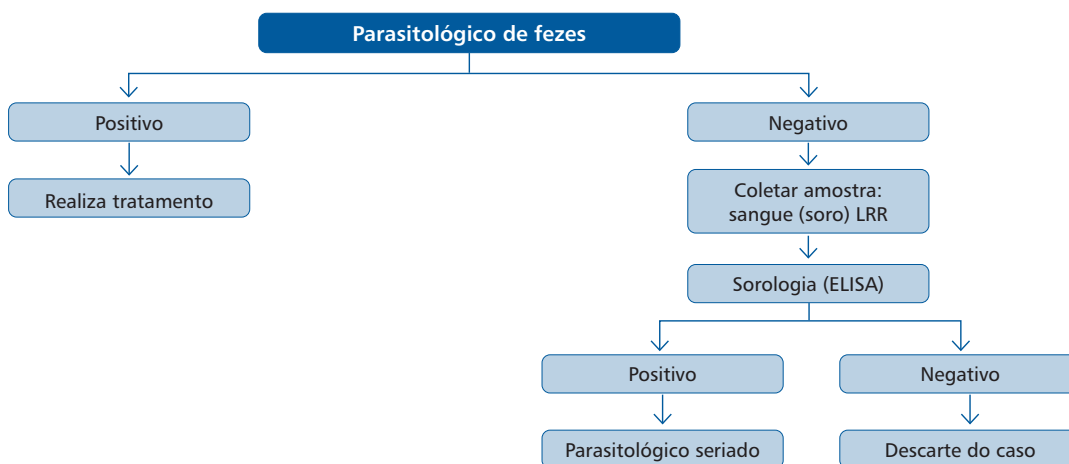 Parasitológico de fezes
Positivo
Negativo
Realiza tratamento
Coletar amostra:
sangue (soro) LRR
Sorologia (ELISA)
Positivo
Negativo
Parasitológico seriado
Descarte do caso